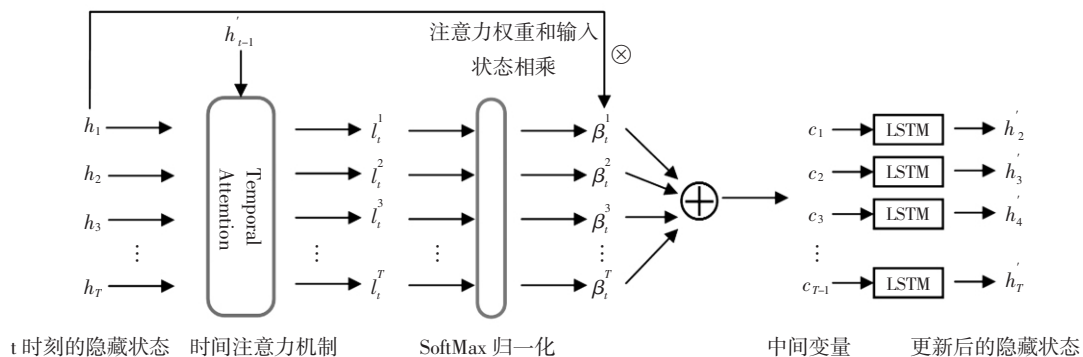 h'_{t-1}
注意力权重和输入
状态相乘
⊗
h_1
l_t^1
β_t^1
c_1
LSTM
h'_2
h_2
l_t^2
β_t^2
c_2
LSTM
h'_3
h_3
l_t^3
β_t^3
c_3
LSTM
h'_4
⋮
⋮
⋮
⋮
⋮
h_T
l_t^T
β_t^T
c_{T-1}
LSTM
h'_T
Temporal
Attemtion
t 时刻的隐藏状态
时间注意力机制
SoftMax 归一化
中间变量
更新后的隐藏状态